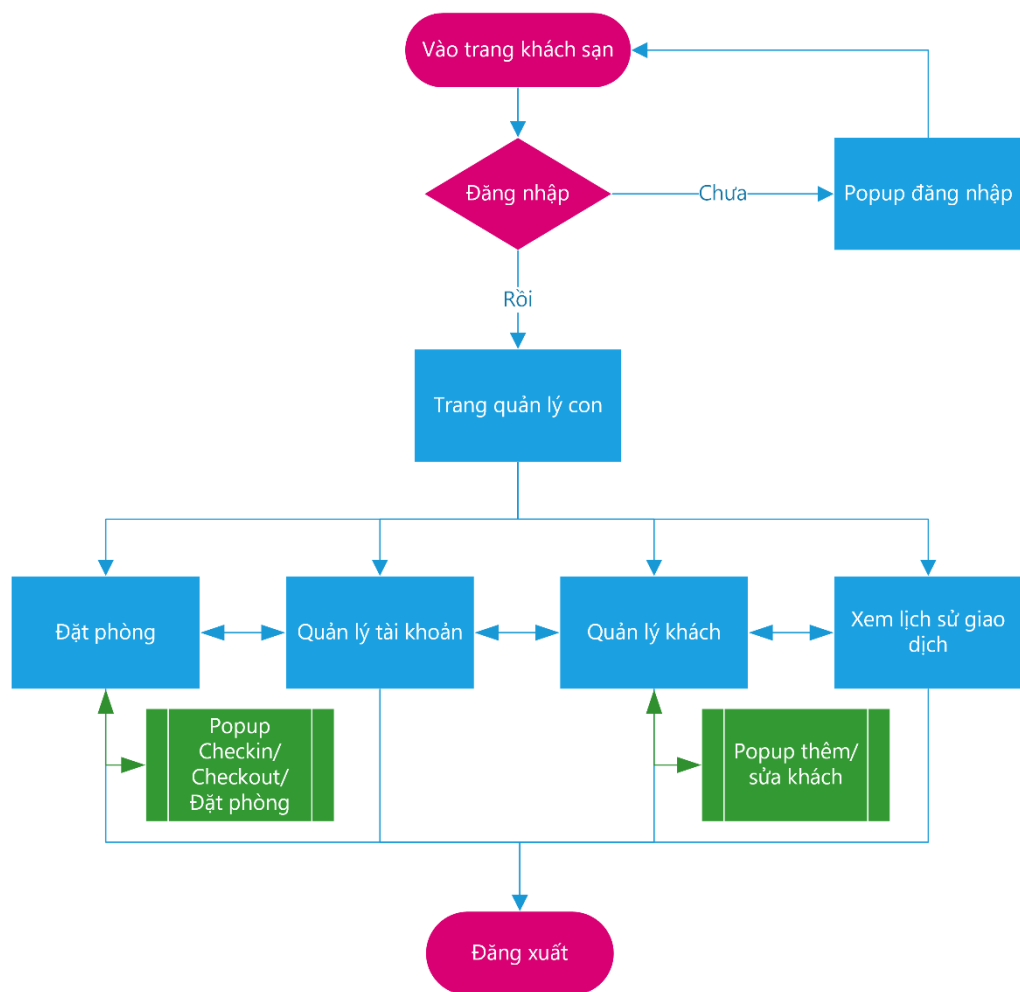 Vào trang khách sạn
Đăng nhập
Chưa
Popup đăng nhập
Rồi
Trang quản lý con
Đặt phòng
Quản lý tài khoản
Quản lý khách
Xem lịch sử giao
dịch
Popup
Checkin/
Checkout/
Đặt phòng
Popup thêm/
sửa khách
Đăng xuất